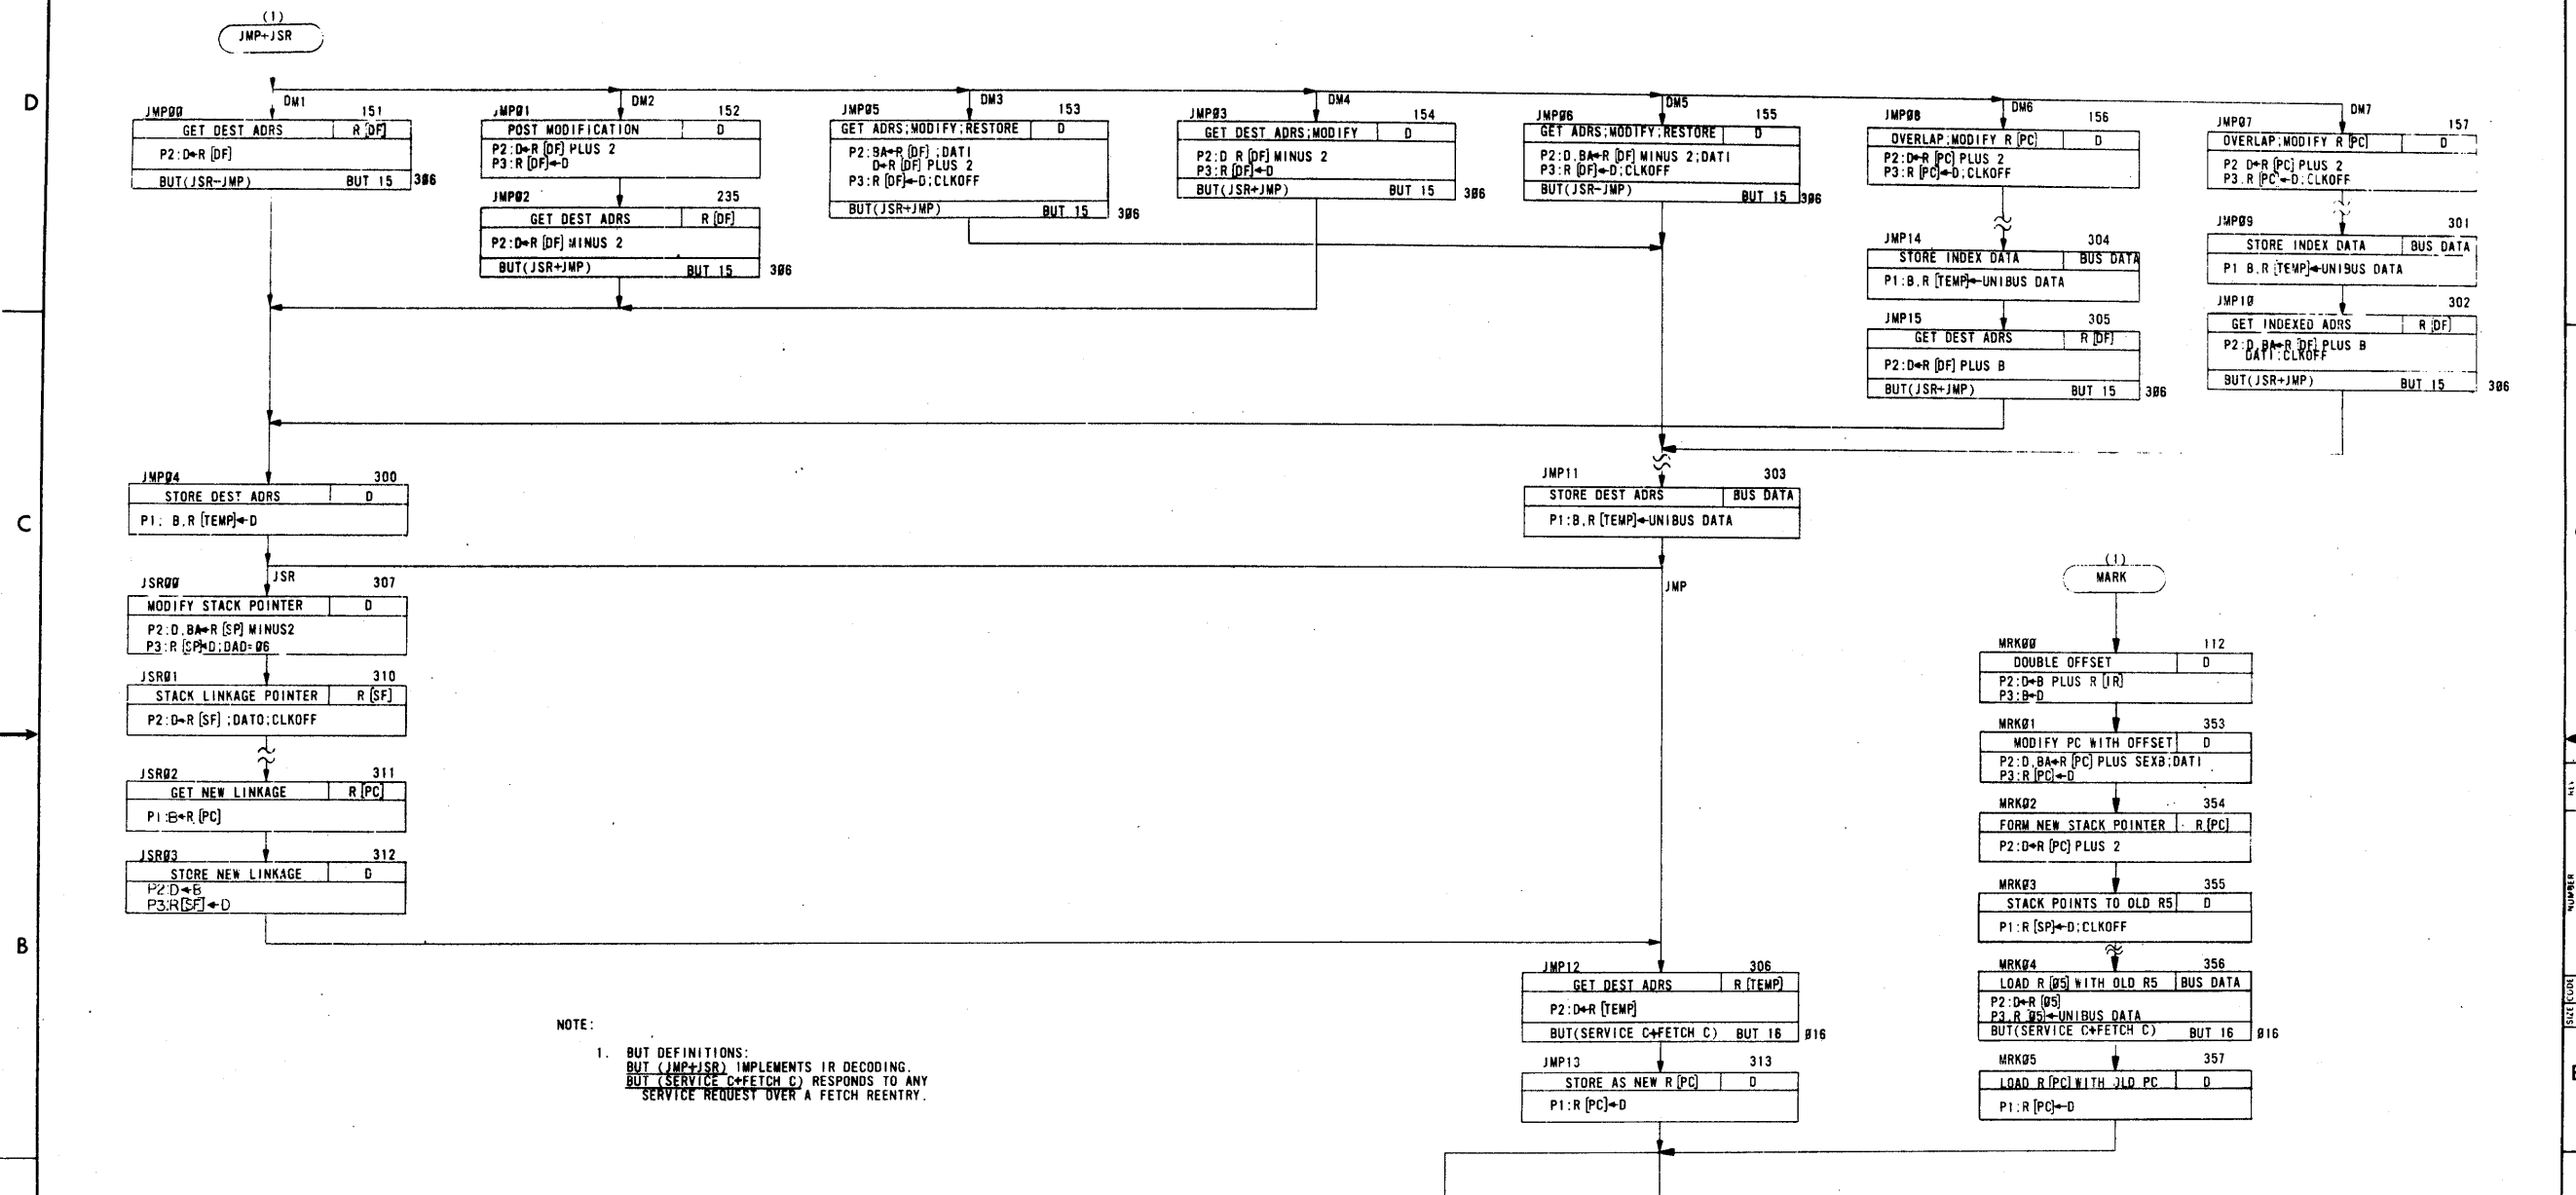 (1)
JMP+JSR
D
DM1
JMP00 151
GET DEST ADRS R [DF]
P2:D←R [DF]
BUT(JSR-JMP) BUT 15 306
DM2
JMP01 152
POST MODIFICATION D
P2:D←R [DF] PLUS 2
P3:R [DF]←D
JMP02 235
GET DEST ADRS R [DF]
P2:D←R [DF] MINUS 2
BUT(JSR+JMP) BUT 15 306
DM3
JMP05 153
GET ADRS;MODIFY;RESTORE D
P2:BA←R [DF] ;DATI
D←R [DF] PLUS 2
P3:R [DF]←D;CLKOFF
BUT(JSR+JMP) BUT 15 306
DM4
JMP03 154
GET DEST ADRS;MODIFY D
P2:D R [DF] MINUS 2
P3:R [DF]←D
BUT(JSR+JMP) BUT 15 306
DM5
JMP06 155
GET ADRS;MODIFY;RESTORE D
P2:D.BA←R [DF] MINUS 2;DATI
P3:R [DF]←D;CLKOFF
BUT(JSR-JMP) BUT 15 306
DM6
JMP08 156
OVERLAP;MODIFY R [PC] D
P2:D←R [PC] PLUS 2
P3:R [PC]←D;CLKOFF
JMP14 304
STORE INDEX DATA BUS DATA
P1:B,R [TEMP]←UNIBUS DATA
JMP15 305
GET DEST ADRS R [DF]
P2:D←R [DF] PLUS B
BUT(JSR+JMP) BUT 15 306
DM7
JMP07 157
OVERLAP;MODIFY R [PC] D
P2 D←R [PC] PLUS 2
P3.R [PC]←D;CLKOFF
JMP09 301
STORE INDEX DATA BUS DATA
P1 B.R [TEMP]←UNIBUS DATA
JMP10 302
GET INDEXED ADRS R [DF]
P2:D,BA←R [DF] PLUS B
DATI;CLKOFF
BUT(JSR+JMP) BUT 15 306
C
JMP04 300
STORE DEST ADRS D
P1: B,R [TEMP]←D
JMP11 303
STORE DEST ADRS BUS DATA
P1:B,R [TEMP]←UNIBUS DATA
JSR
JMP
JSR00 307
MODIFY STACK POINTER D
P2:D,BA←R [SP] MINUS2
P3:R [SP]←D;DAD=06
JSR01 310
STACK LINKAGE POINTER R [SF]
P2:D←R [SF] ;DATO;CLKOFF
JSR02 311
GET NEW LINKAGE R [PC]
P1:B←R [PC]
JSR03 312
STORE NEW LINKAGE D
P2:D←B
P3:R[SF]←D
B
JMP12 306
GET DEST ADRS R [TEMP]
P2:D←R [TEMP]
BUT(SERVICE C+FETCH C) BUT 16 016
JMP13 313
STORE AS NEW R [PC] D
P1:R [PC]←D
(1)
MARK
MRK00 112
DOUBLE OFFSET D
P2:D←B PLUS R [IR]
P3:B←D
MRK01 353
MODIFY PC WITH OFFSET D
P2:D,BA←R [PC] PLUS SEXB;DATI
P3:R [PC]←D
MRK02 354
FORM NEW STACK POINTER R [PC]
P2:D←R [PC] PLUS 2
MRK03 355
STACK POINTS TO OLD R5 D
P1:R [SP]←D;CLKOFF
MRK04 356
LOAD R [05] WITH OLD R5 BUS DATA
P2:D←R [05]
P3.R [05]←UNIBUS DATA
BUT(SERVICE C+FETCH C) BUT 16 016
MRK05 357
LOAD R [PC] WITH OLD PC D
P1:R [PC]←D
NOTE:
1. BUT DEFINITIONS:
BUT (JMP+JSR) IMPLEMENTS IR DECODING.
BUT (SERVICE C+FETCH C) RESPONDS TO ANY
SERVICE REQUEST OVER A FETCH REENTRY.
NUMBER
SIZE CODE